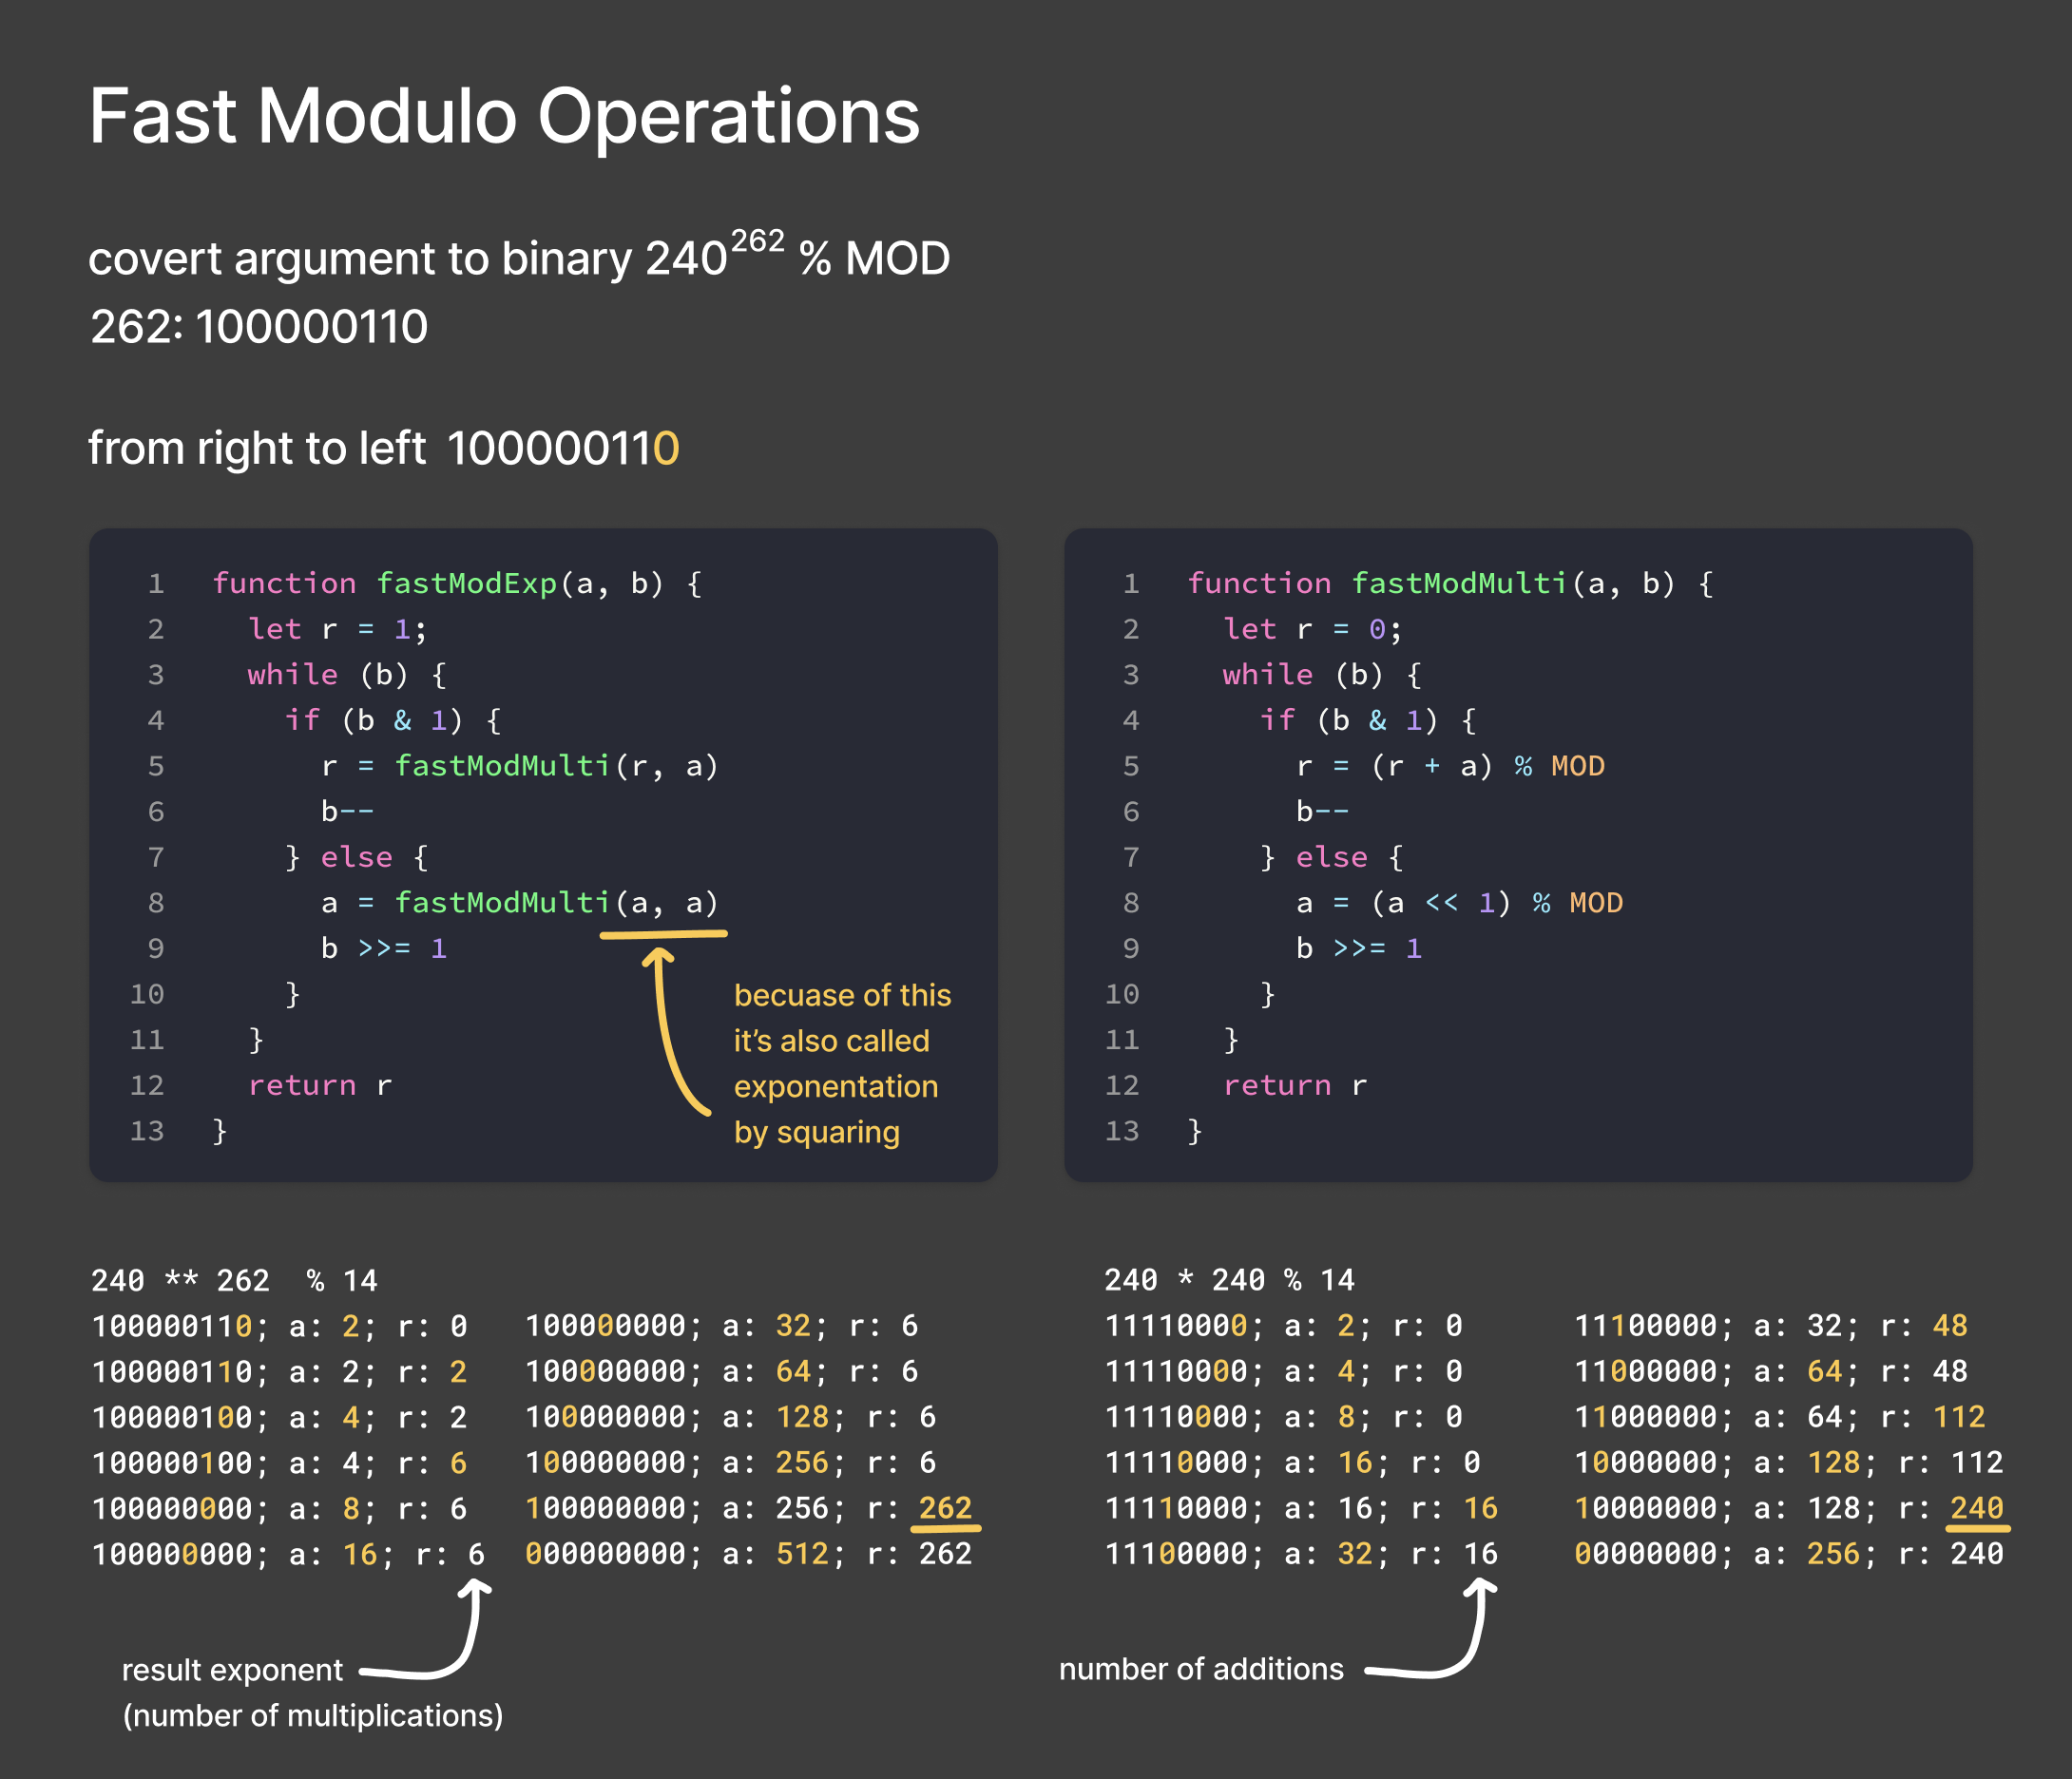 Fast Modulo Operations
covert argument to binary 240^262 % MOD
262: 100000110
from right to left 100000110
1 function fastModExp(a, b) {
2 let r = 1;
3 while (b) {
4 if (b & 1) {
5 r = fastModMulti(r, a)
6 b--
7 } else {
8 a = fastModMulti(a, a)
9 b >>= 1
10 }
11 }
12 return r
13 }
becuase of this
it's also called
exponentation
by squaring
1 function fastModMulti(a, b) {
2 let r = 0;
3 while (b) {
4 if (b & 1) {
5 r = (r + a) % MOD
6 b--
7 } else {
8 a = (a << 1) % MOD
9 b >>= 1
10 }
11 }
12 return r
13 }
240 ** 262 % 14
100000110; a: 2; r: 0
100000110; a: 2; r: 2
100000100; a: 4; r: 2
100000100; a: 4; r: 6
100000000; a: 8; r: 6
100000000; a: 16; r: 6
100000000; a: 32; r: 6
100000000; a: 64; r: 6
100000000; a: 128; r: 6
100000000; a: 256; r: 6
100000000; a: 256; r: 262
000000000; a: 512; r: 262
result exponent
(number of multiplications)
240 * 240 % 14
11110000; a: 2; r: 0
11110000; a: 4; r: 0
11110000; a: 8; r: 0
11110000; a: 16; r: 0
11110000; a: 16; r: 16
11100000; a: 32; r: 16
11100000; a: 32; r: 48
11000000; a: 64; r: 48
11000000; a: 64; r: 112
10000000; a: 128; r: 112
10000000; a: 128; r: 240
00000000; a: 256; r: 240
number of additions